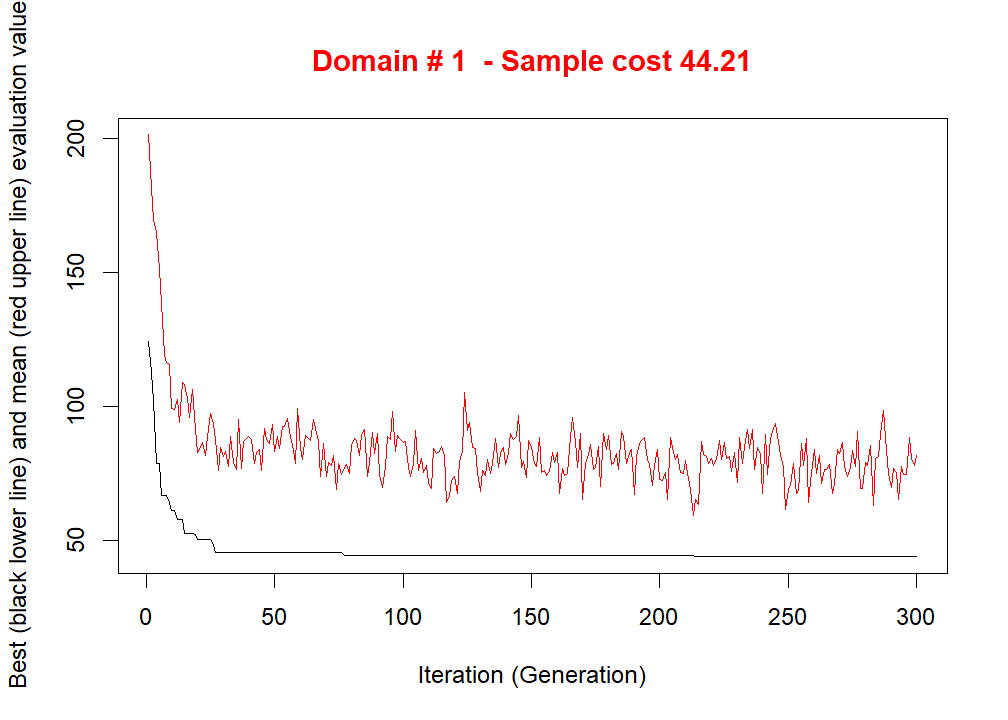 Domain # 1  - Sample cost 44.21
Best (black lower line) and mean (red upper line) evaluation value
200
150
100
50
0 50 100 150 200 250 300
Iteration (Generation)